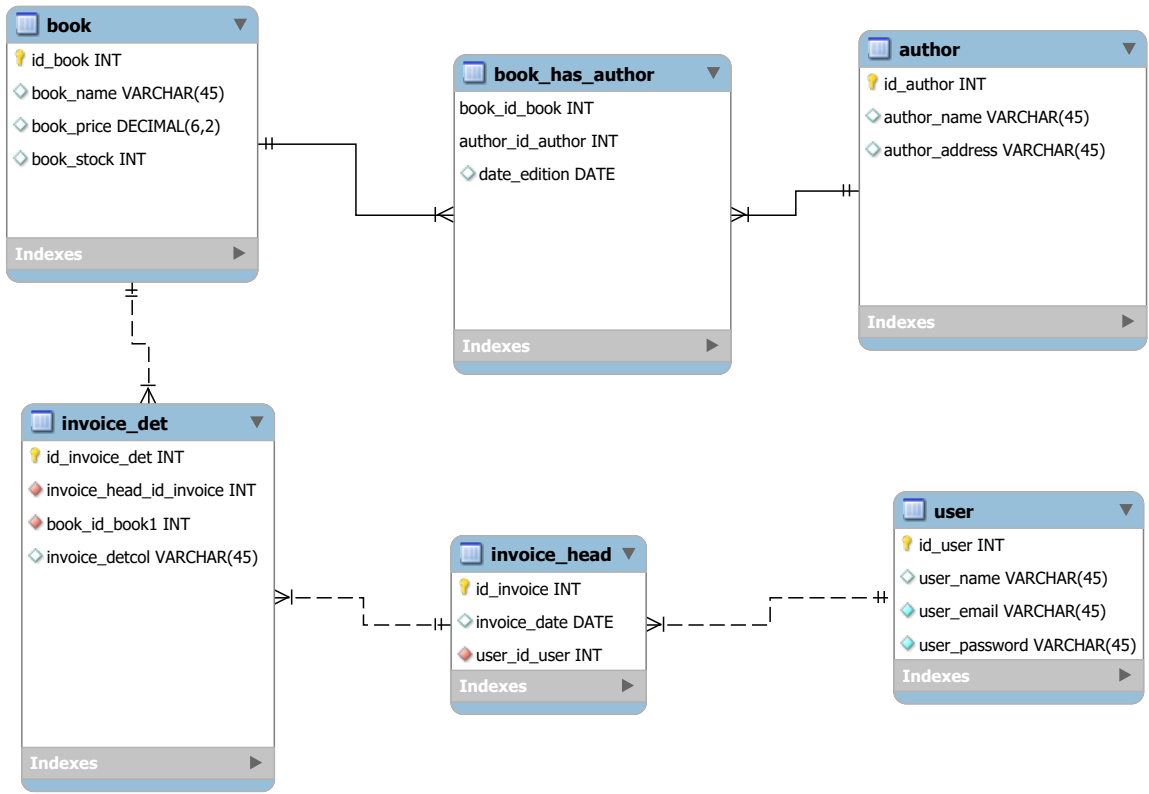 book
id_book INT
book_name VARCHAR(45)
book_price DECIMAL(6,2)
book_stock INT
Indexes
book_has_author
book_id_book INT
author_id_author INT
date_edition DATE
Indexes
author
id_author INT
author_name VARCHAR(45)
author_address VARCHAR(45)
Indexes
invoice_det
id_invoice_det INT
invoice_head_id_invoice INT
book_id_book1 INT
invoice_detcol VARCHAR(45)
Indexes
invoice_head
id_invoice INT
invoice_date DATE
user_id_user INT
Indexes
user
id_user INT
user_name VARCHAR(45)
user_email VARCHAR(45)
user_password VARCHAR(45)
Indexes